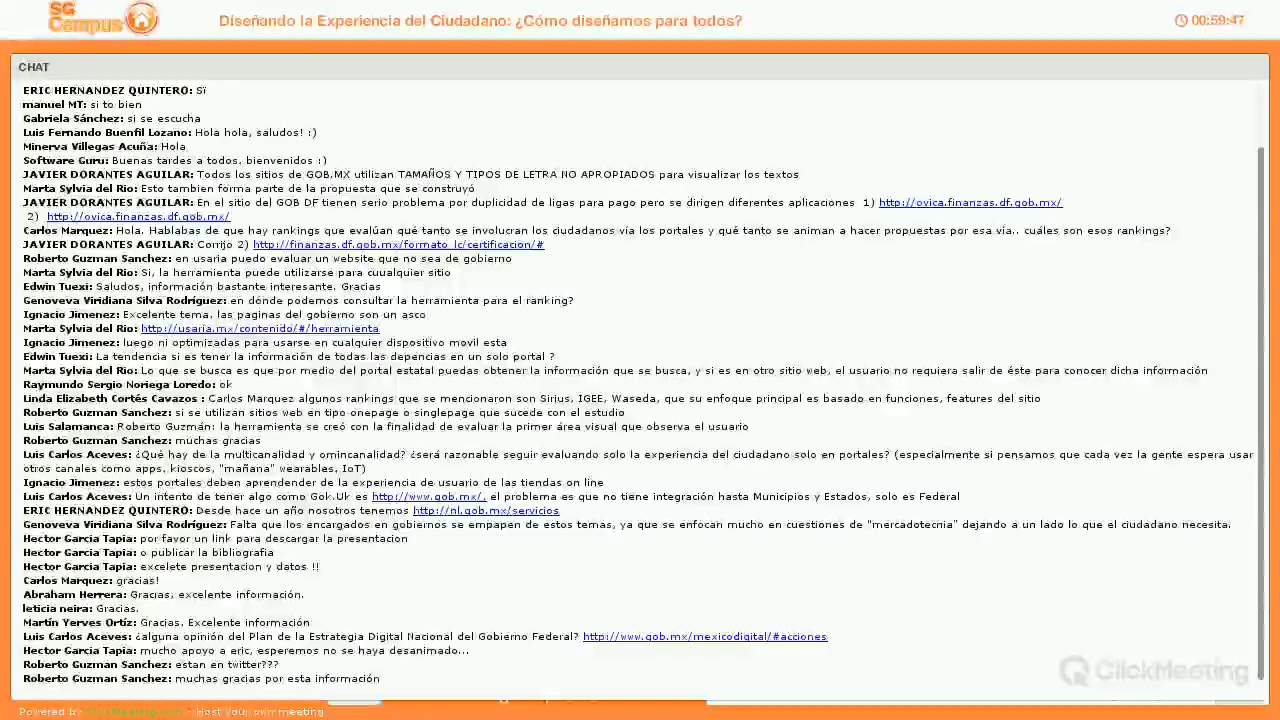 SG Campus
Diseñando la Experiencia del Ciudadano: ¿Cómo diseñamos para todos?
00:59:47
CHAT
ERIC HERNANDEZ QUINTERO: Sï
manuel MT: si to bien
Gabriela Sánchez: si se escucha
Luis Fernando Buenfil Lozano: Hola hola, saludos! :)
Minerva Villegas Acuña: Hola
Software Guru: Buenas tardes a todos, bienvenidos :)
JAVIER DORANTES AGUILAR: Todos los sitios de GOB.MX utilizan TAMAÑOS Y TIPOS DE LETRA NO APROPIADOS para visualizar los textos
Marta Sylvia del Rio: Esto tambien forma parte de la propuesta que se construyó
JAVIER DORANTES AGUILAR: En el sitio del GOB DF tienen serio problema por duplicidad de ligas para pago pero se dirigen diferentes aplicaciones 1) http://ovica.finanzas.df.gob.mx/
2) http://ovica.finanzas.df.gob.mx/
Carlos Marquez: Hola. Hablabas de que hay rankings que evalúan qué tanto se involucran los ciudadanos vía los portales y qué tanto se animan a hacer propuestas por esa vía.. cuáles son esos rankings?
JAVIER DORANTES AGUILAR: Corrijo 2) http://finanzas.df.gob.mx/formato_lc/certificacion/#
Roberto Guzman Sanchez: en usaria puedo evaluar un website que no sea de gobierno
Marta Sylvia del Rio: Si, la herramienta puede utilizarse para cuualquier sitio
Edwin Tuexi: Saludos, información bastante interesante. Gracias
Genoveva Viridiana Silva Rodríguez: en dónde podemos consultar la herramienta para el ranking?
Ignacio Jimenez: Excelente tema, las paginas del gobierno son un asco
Marta Sylvia del Rio: http://usaria.mx/contenido/#/herramienta
Ignacio Jimenez: luego ni optimizadas para usarse en cualquier dispositivo movil esta
Edwin Tuexi: La tendencia si es tener la información de todas las depencias en un solo portal ?
Marta Sylvia del Rio: Lo que se busca es que por medio del portal estatal puedas obtener la información que se busca, y si es en otro sitio web, el usuario no requiera salir de éste para conocer dicha información
Raymundo Sergio Noriega Loredo: ok
Linda Elizabeth Cortés Cavazos : Carlos Marquez algunos rankings que se mencionaron son Sirius, IGEE, Waseda, que su enfoque principal es basado en funciones, features del sitio
Roberto Guzman Sanchez: si se utilizan sitios web en tipo onepage o singlepage que sucede con el estudio
Luis Salamanca: Roberto Guzmán: la herramienta se creó con la finalidad de evaluar la primer área visual que observa el usuario
Roberto Guzman Sanchez: muchas gracias
Luis Carlos Aceves: ¿Qué hay de la multicanalidad y omincanalidad? ¿será razonable seguir evaluando solo la experiencia del ciudadano solo en portales? (especialmente si pensamos que cada vez la gente espera usar
otros canales como apps, kioscos, "mañana" wearables, IoT)
Ignacio Jimenez: estos portales deben aprendender de la experiencia de usuario de las tiendas on line
Luis Carlos Aceves: Un intento de tener algo como Gok.Uk es http://www.gob.mx/, el problema es que no tiene integración hasta Municipios y Estados, solo es Federal
ERIC HERNANDEZ QUINTERO: Desde hace un año nosotros tenemos http://nl.gob.mx/servicios
Genoveva Viridiana Silva Rodríguez: Falta que los encargados en gobiernos se empapen de estos temas, ya que se enfocan mucho en cuestiones de "mercadotecnia" dejando a un lado lo que el ciudadano necesita.
Hector Garcia Tapia: por favor un link para descargar la presentacion
Hector Garcia Tapia: o publicar la bibliografia
Hector Garcia Tapia: excelete presentacion y datos !!
Carlos Marquez: gracias!
Abraham Herrera: Gracias, excelente información.
leticia neira: Gracias.
Martín Yerves Ortíz: Gracias, Excelente información
Luis Carlos Aceves: ¿alguna opinión del Plan de la Estrategia Digital Nacional del Gobierno Federal? http://www.gob.mx/mexicodigital/#acciones
Hector Garcia Tapia: mucho apoyo a eric, esperemos no se haya desanimado...
Roberto Guzman Sanchez: estan en twitter???
Roberto Guzman Sanchez: muchas gracias por esta información
ClickMeeting
Powered by ClickMeeting.com - Host your own meeting